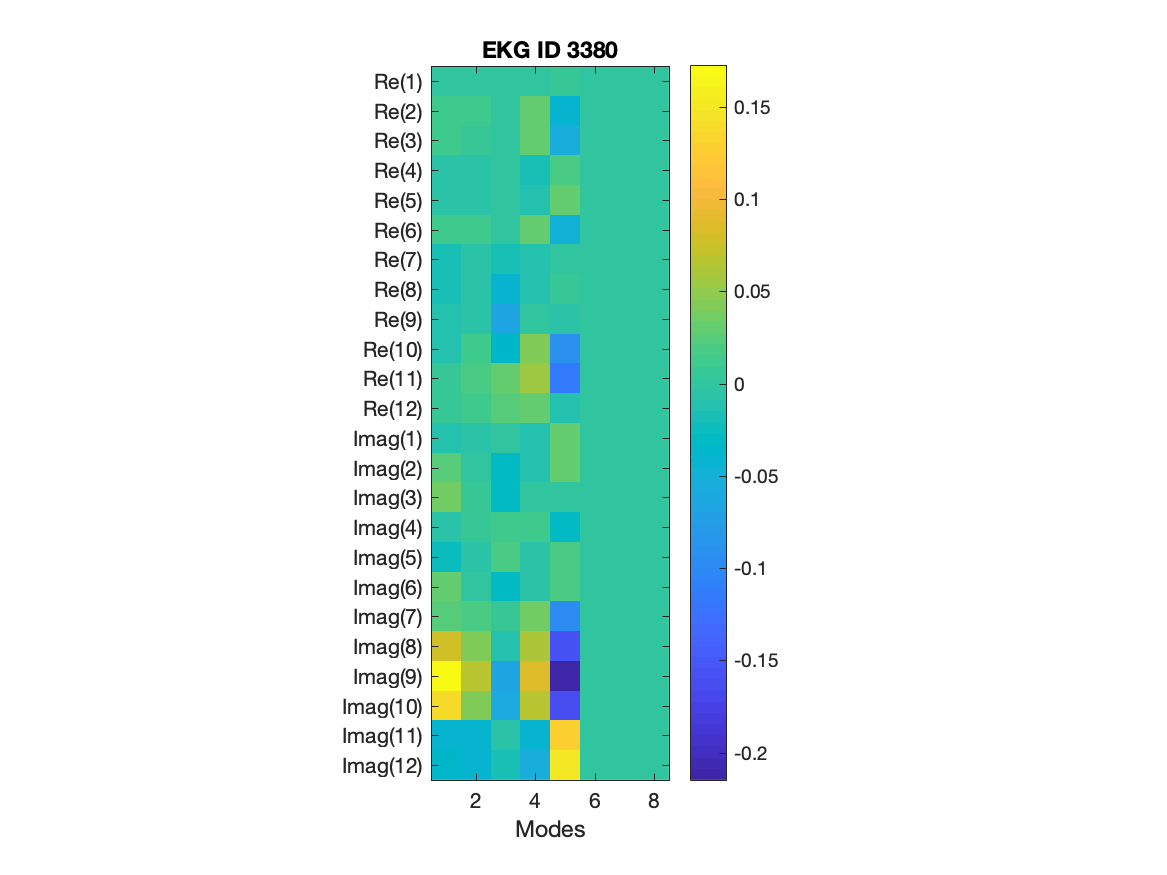 EKG ID 3380
Re(1)
Re(2)
Re(3)
Re(4)
Re(5)
Re(6)
Re(7)
Re(8)
Re(9)
Re(10)
Re(11)
Re(12)
Imag(1)
Imag(2)
Imag(3)
Imag(4)
Imag(5)
Imag(6)
Imag(7)
Imag(8)
Imag(9)
Imag(10)
Imag(11)
Imag(12)
2 4 6 8
Modes
0.15
0.1
0.05
0
-0.05
-0.1
-0.15
-0.2